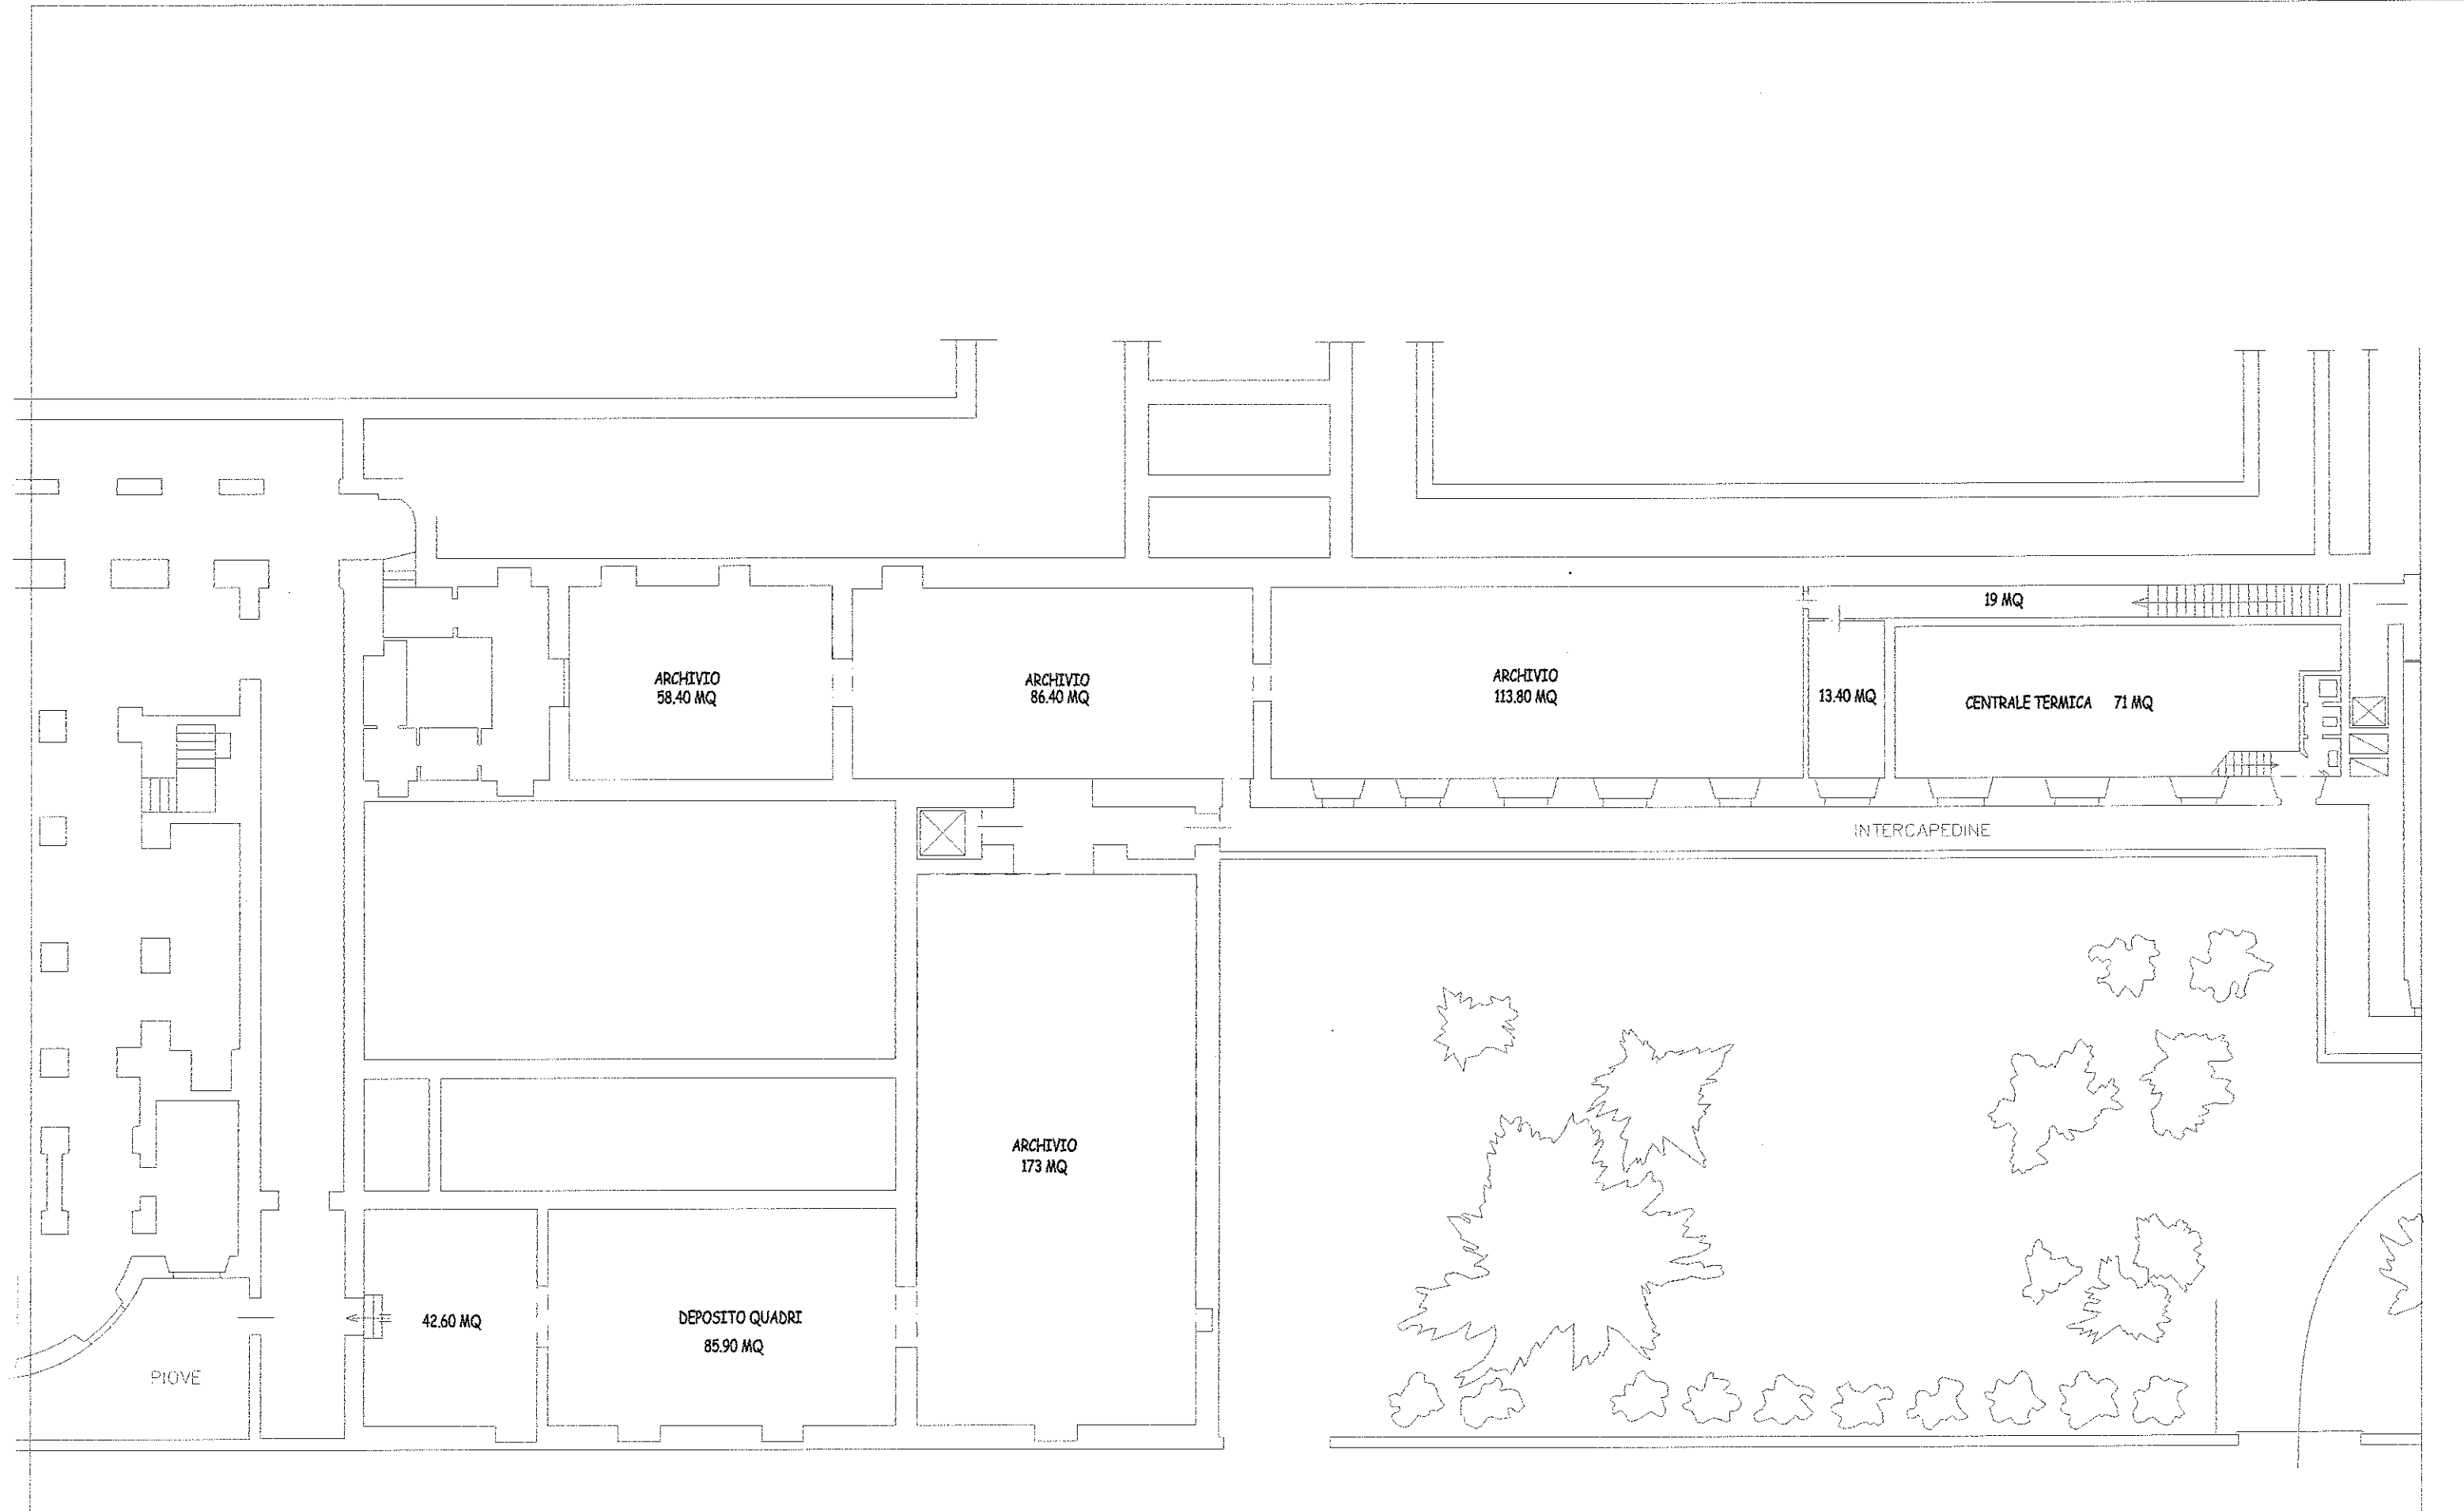 19 MQ
ARCHIVIO
58.40 MQ
ARCHIVIO
86.40 MQ
ARCHIVIO
113.80 MQ
13.40 MQ
CENTRALE TERMICA 71 MQ
INTERCAPEDINE
ARCHIVIO
173 MQ
42.60 MQ
DEPOSITO QUADRI
85.90 MQ
PIOVE